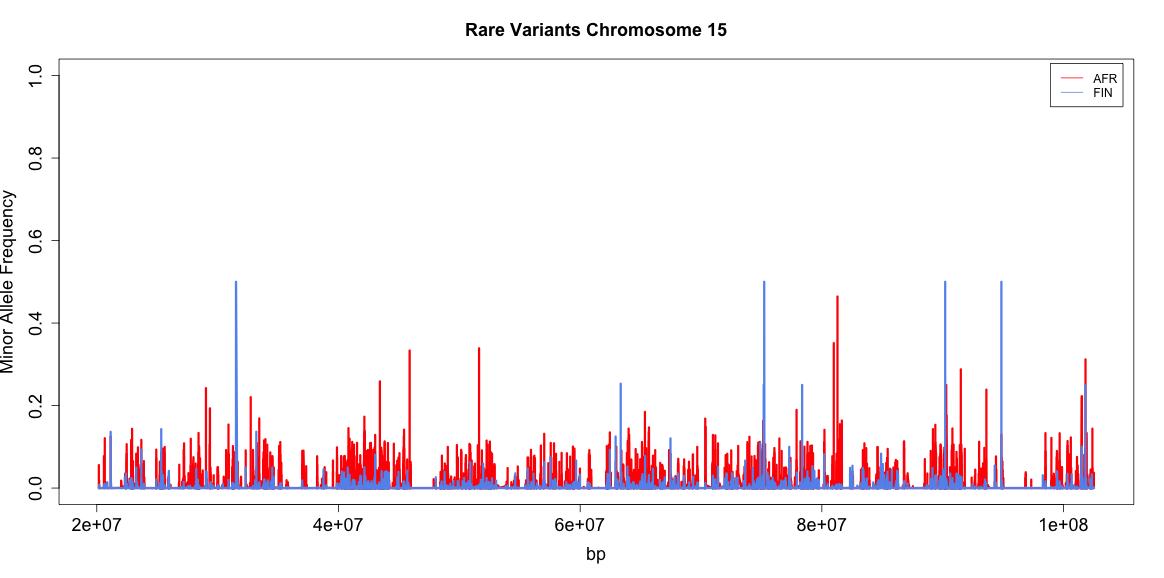 Rare Variants Chromosome 15
AFR
FIN
Minor Allele Frequency
1.0
0.8
0.6
0.4
0.2
0.0
2e+07 4e+07 6e+07 8e+07 1e+08
bp